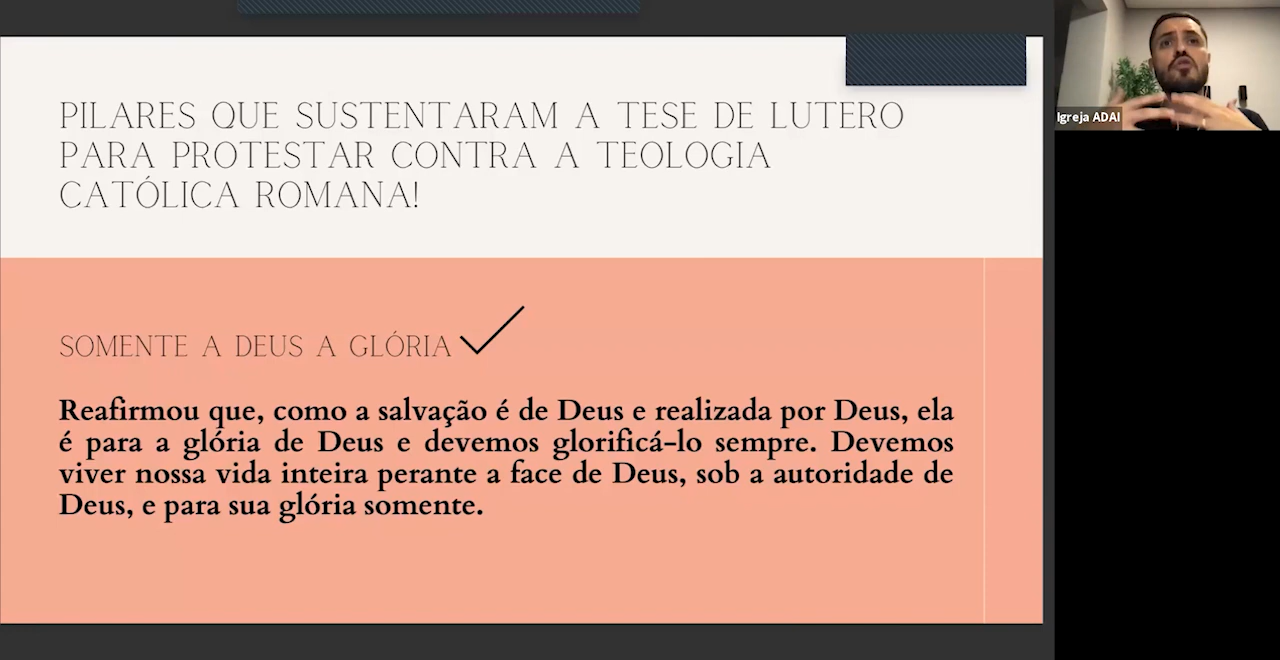 PILARES QUE SUSTENTARAM A TESE DE LUTERO
PARA PROTESTAR CONTRA A TEOLOGIA
CATÓLICA ROMANA!
SOMENTE A DEUS A GLÓRIA
Reafirmou que, como a salvação é de Deus e realizada por Deus, ela
é para a glória de Deus e devemos glorificá-lo sempre. Devemos
viver nossa vida inteira perante a face de Deus, sob a autoridade de
Deus, e para sua glória somente.
Igreja ADAI